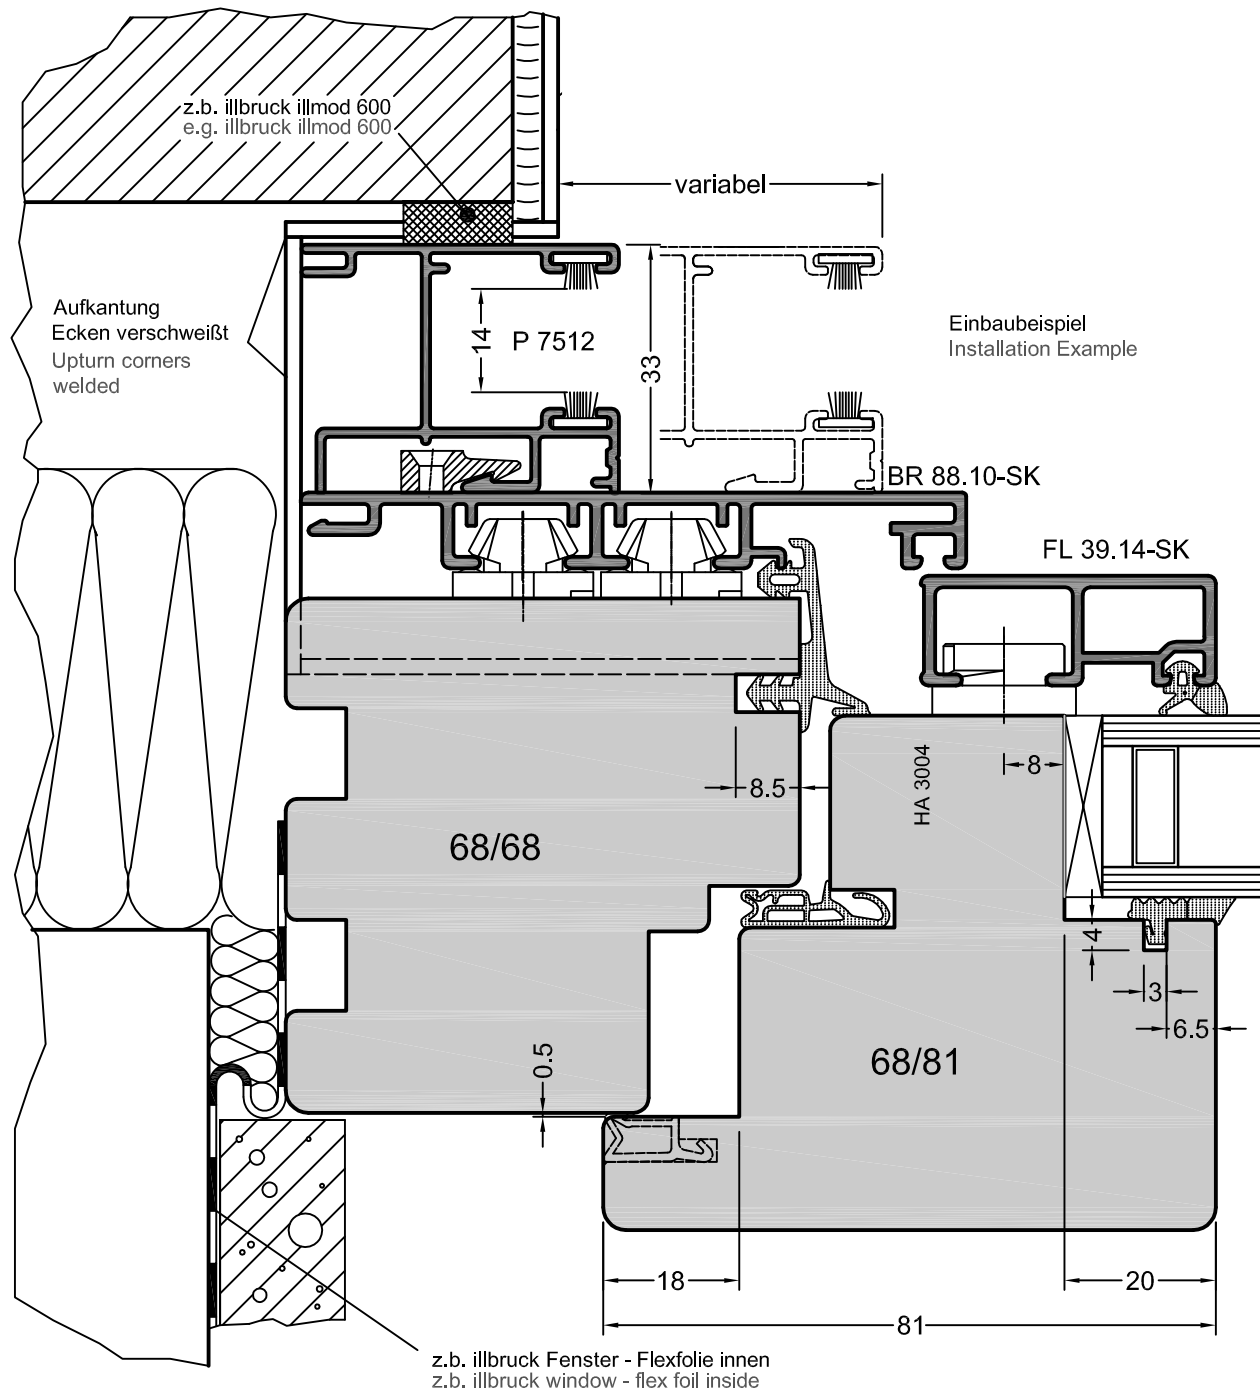 z.b. illbruck illmod 600
e.g. illbruck illmod 600
variabel
Aufkantung
Ecken verschweißt
Upturn corners
welded
14
P 7512
33
Einbaubeispiel
Installation Example
BR 88.10-SK
FL 39.14-SK
8.5
HA 3004
8
68/68
4
3
6.5
0.5
68/81
18
20
81
z.b. illbruck Fenster - Flexfolie innen
z.b. illbruck window - flex foil inside